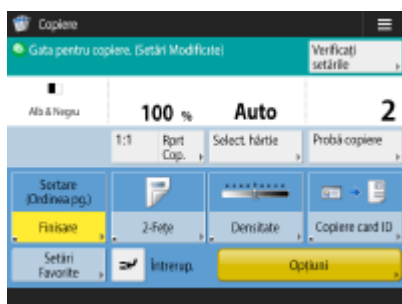 Copiere
Gata pentru copiere. (Setări Modificate)
Verificați
setările
Alb & Negru
100 %
Auto
2
1:1
Rprt
Cop.
Select. hârtie
Probă copiere
Sortare
(Ordinea pg.)
Finisare
2-Fețe
Densitate
Copiere card ID
Setări
Favorite
Întrerup.
Opțiuni